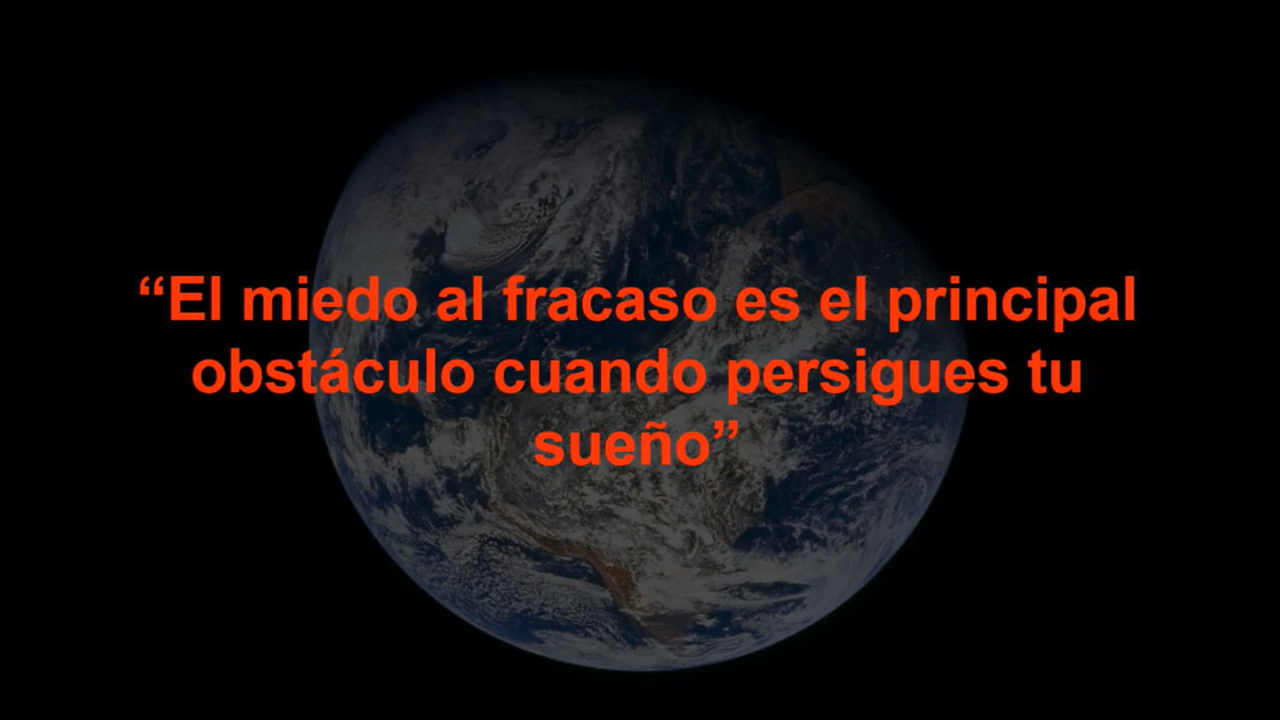 “El miedo al fracaso es el principal
obstáculo cuando persigues tu
sueño”